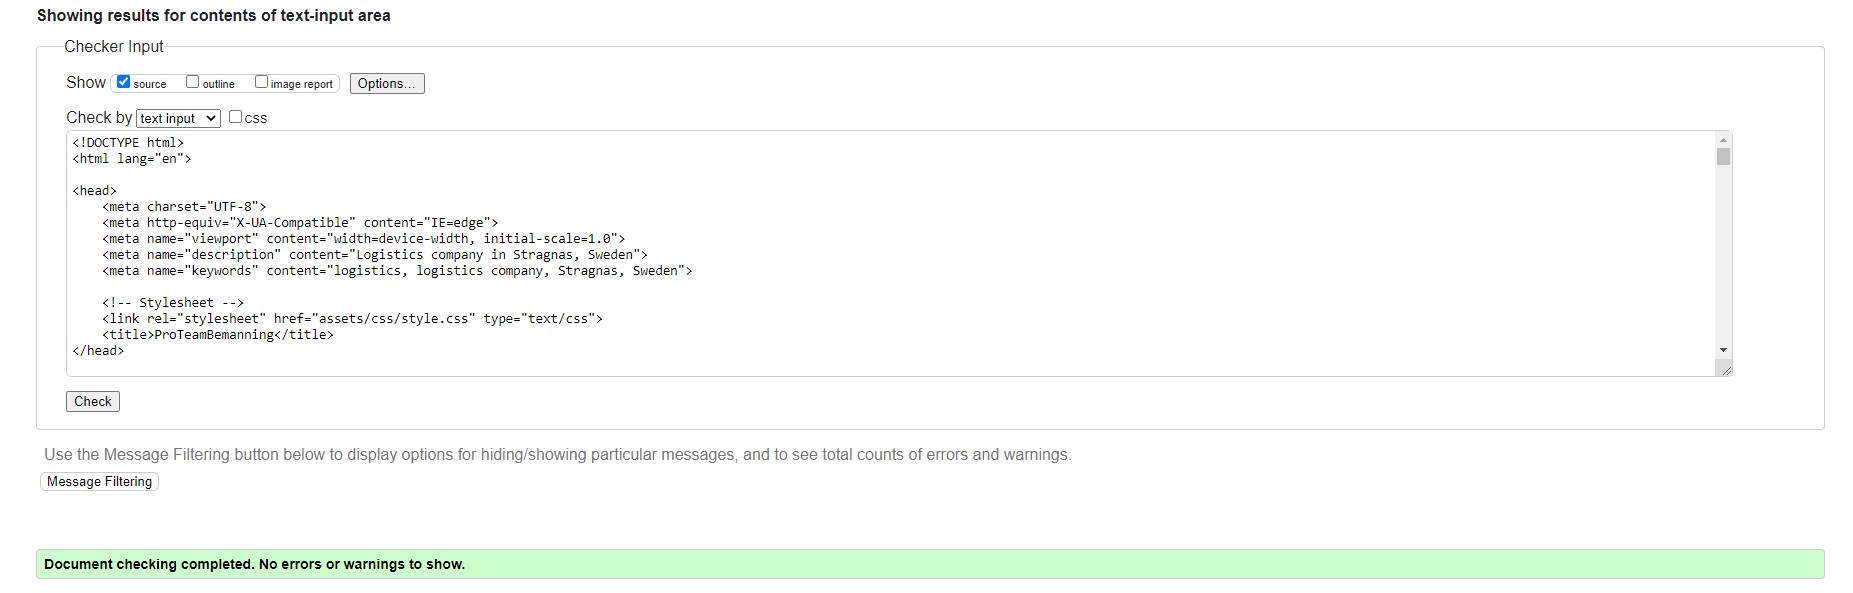 Showing results for contents of text-input area
Checker Input
Show source outline image report Options...
Check by text input css
<!DOCTYPE html>
<html lang="en">
<head>
<meta charset="UTF-8">
<meta http-equiv="X-UA-Compatible" content="IE=edge">
<meta name="viewport" content="width=device-width, initial-scale=1.0">
<meta name="description" content="Logistics company in Stragnas, Sweden">
<meta name="keywords" content="logistics, logistics company, Stragnas, Sweden">
<!-- Stylesheet -->
<link rel="stylesheet" href="assets/css/style.css" type="text/css">
<title>ProTeamBemanning</title>
</head>
Check
Use the Message Filtering button below to display options for hiding/showing particular messages, and to see total counts of errors and warnings.
Message Filtering
Document checking completed. No errors or warnings to show.